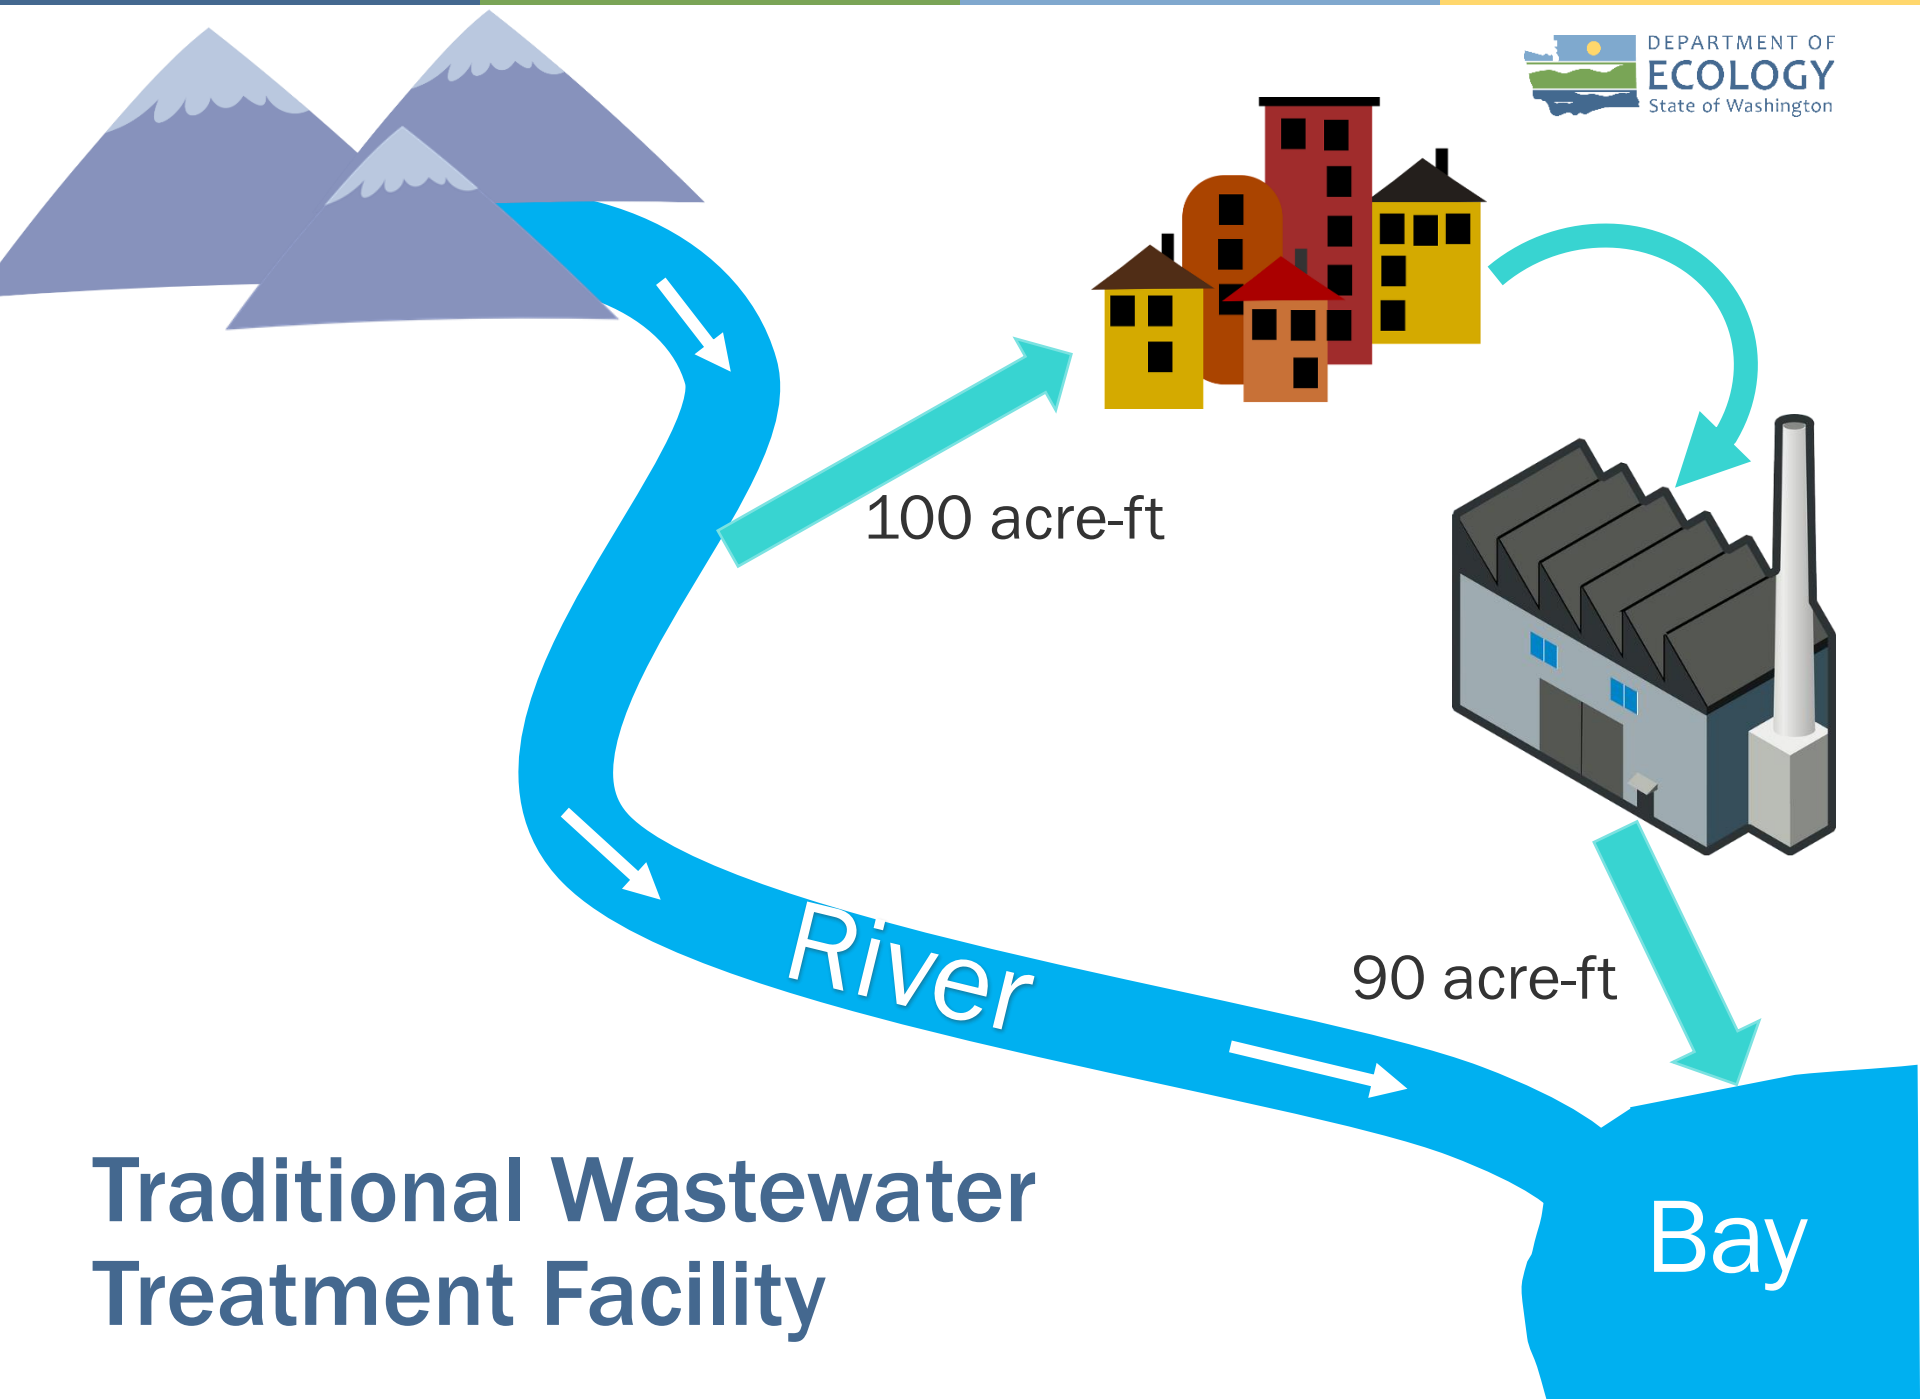 DEPARTMENT OF
ECOLOGY
State of Washington
100 acre-ft
90 acre-ft
River
Bay
Traditional Wastewater
Treatment Facility